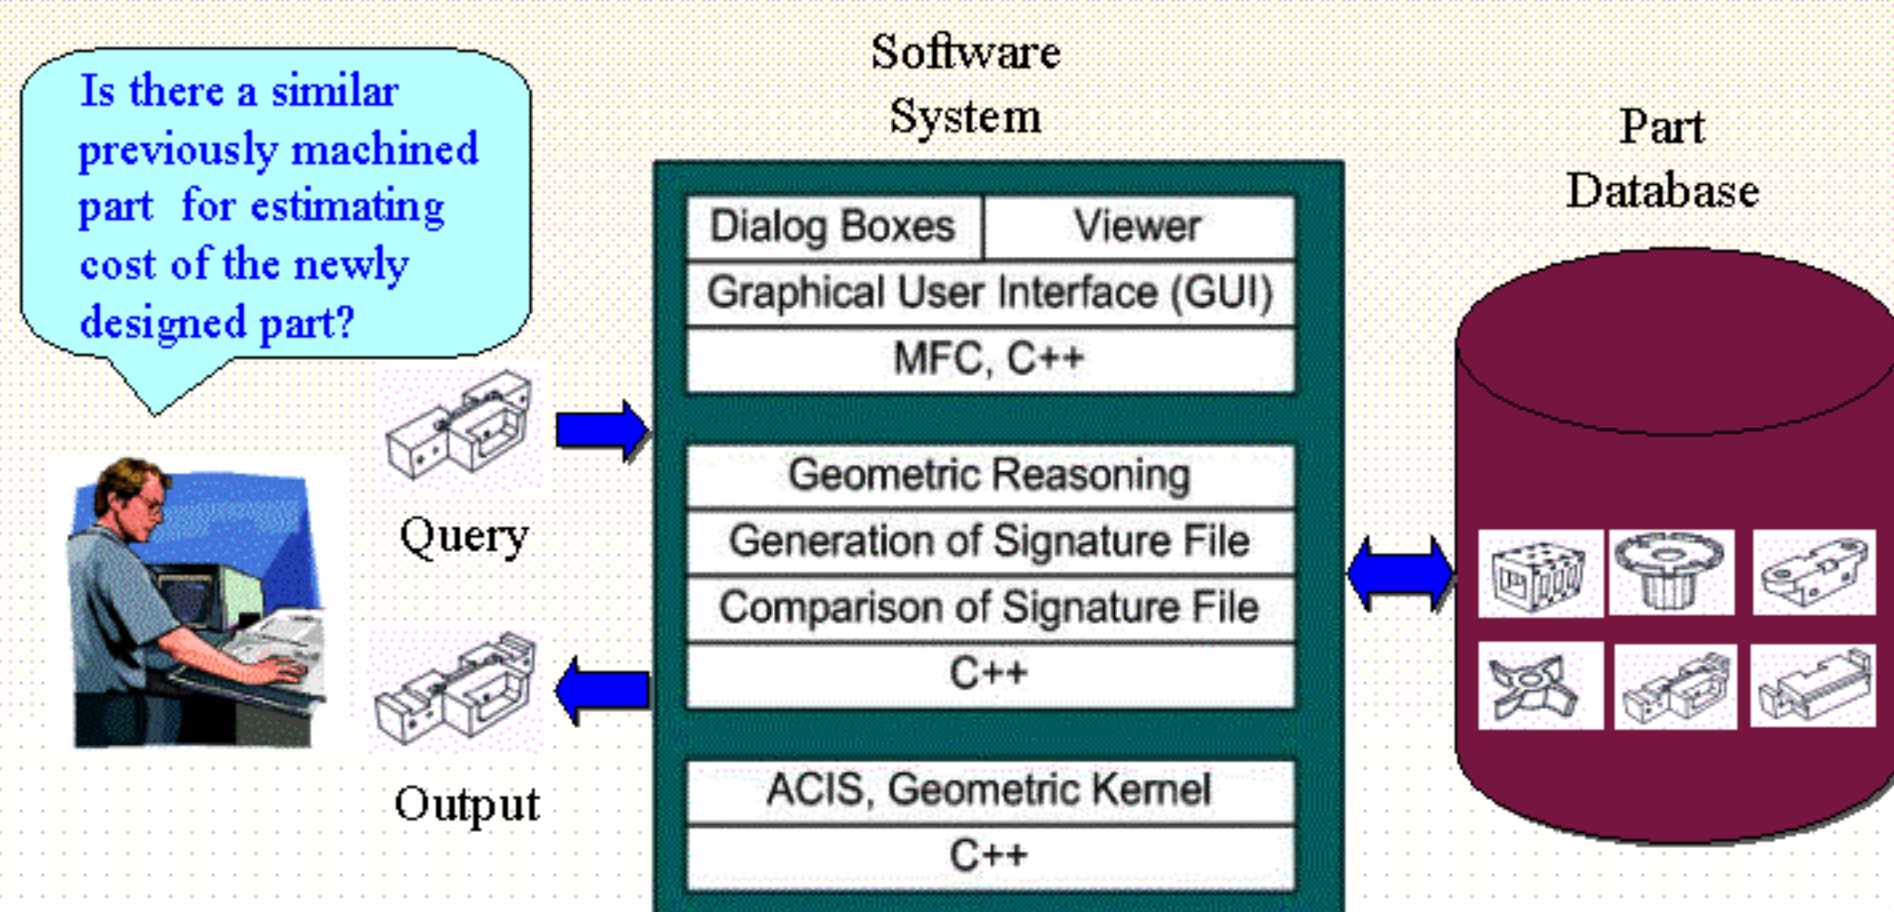 Is there a similar
previously machined
part for estimating
cost of the newly
designed part?
Query
Output
Software
System
Dialog Boxes
Viewer
Graphical User Interface (GUI)
MFC, C++
Geometric Reasoning
Generation of Signature File
Comparison of Signature File
C++
ACIS, Geometric Kernel
C++
Part
Database